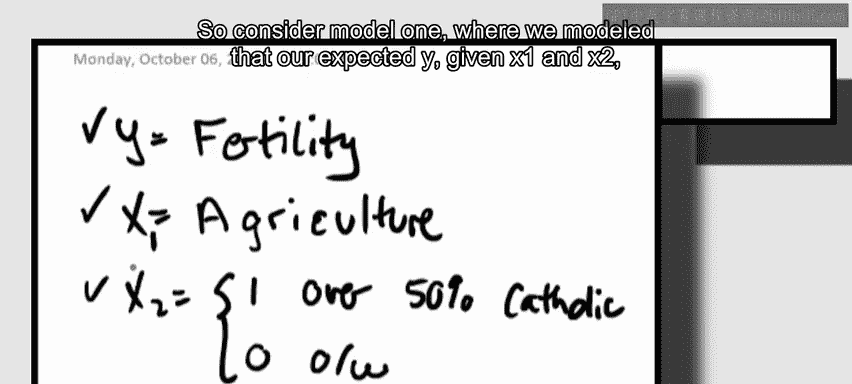 So consider model one, where we modeled
that our expected y, given x1 and x2,
Monday, October 06, 2
✓ y = Fertility
✓ X₁ = Agriculture
✓ X₂ = { 1 over 50% Catholic
0 o/w